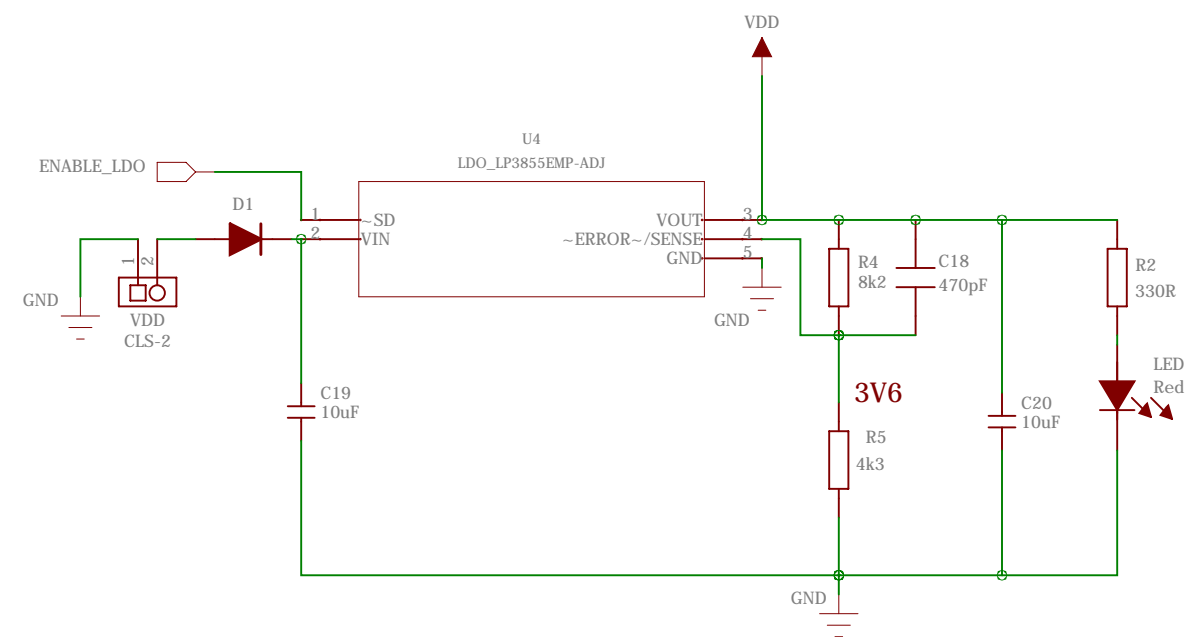 VDD
U4
LDO_LP3855EMP-ADJ
ENABLE_LDO
D1
1
~SD
2
VIN
VOUT
3
~ERROR~/SENSE
4
GND
5
1
2
GND
VDD
CLS-2
GND
R4
8k2
C18
470pF
R2
330R
LED
Red
3V6
C19
10uF
C20
10uF
R5
4k3
GND